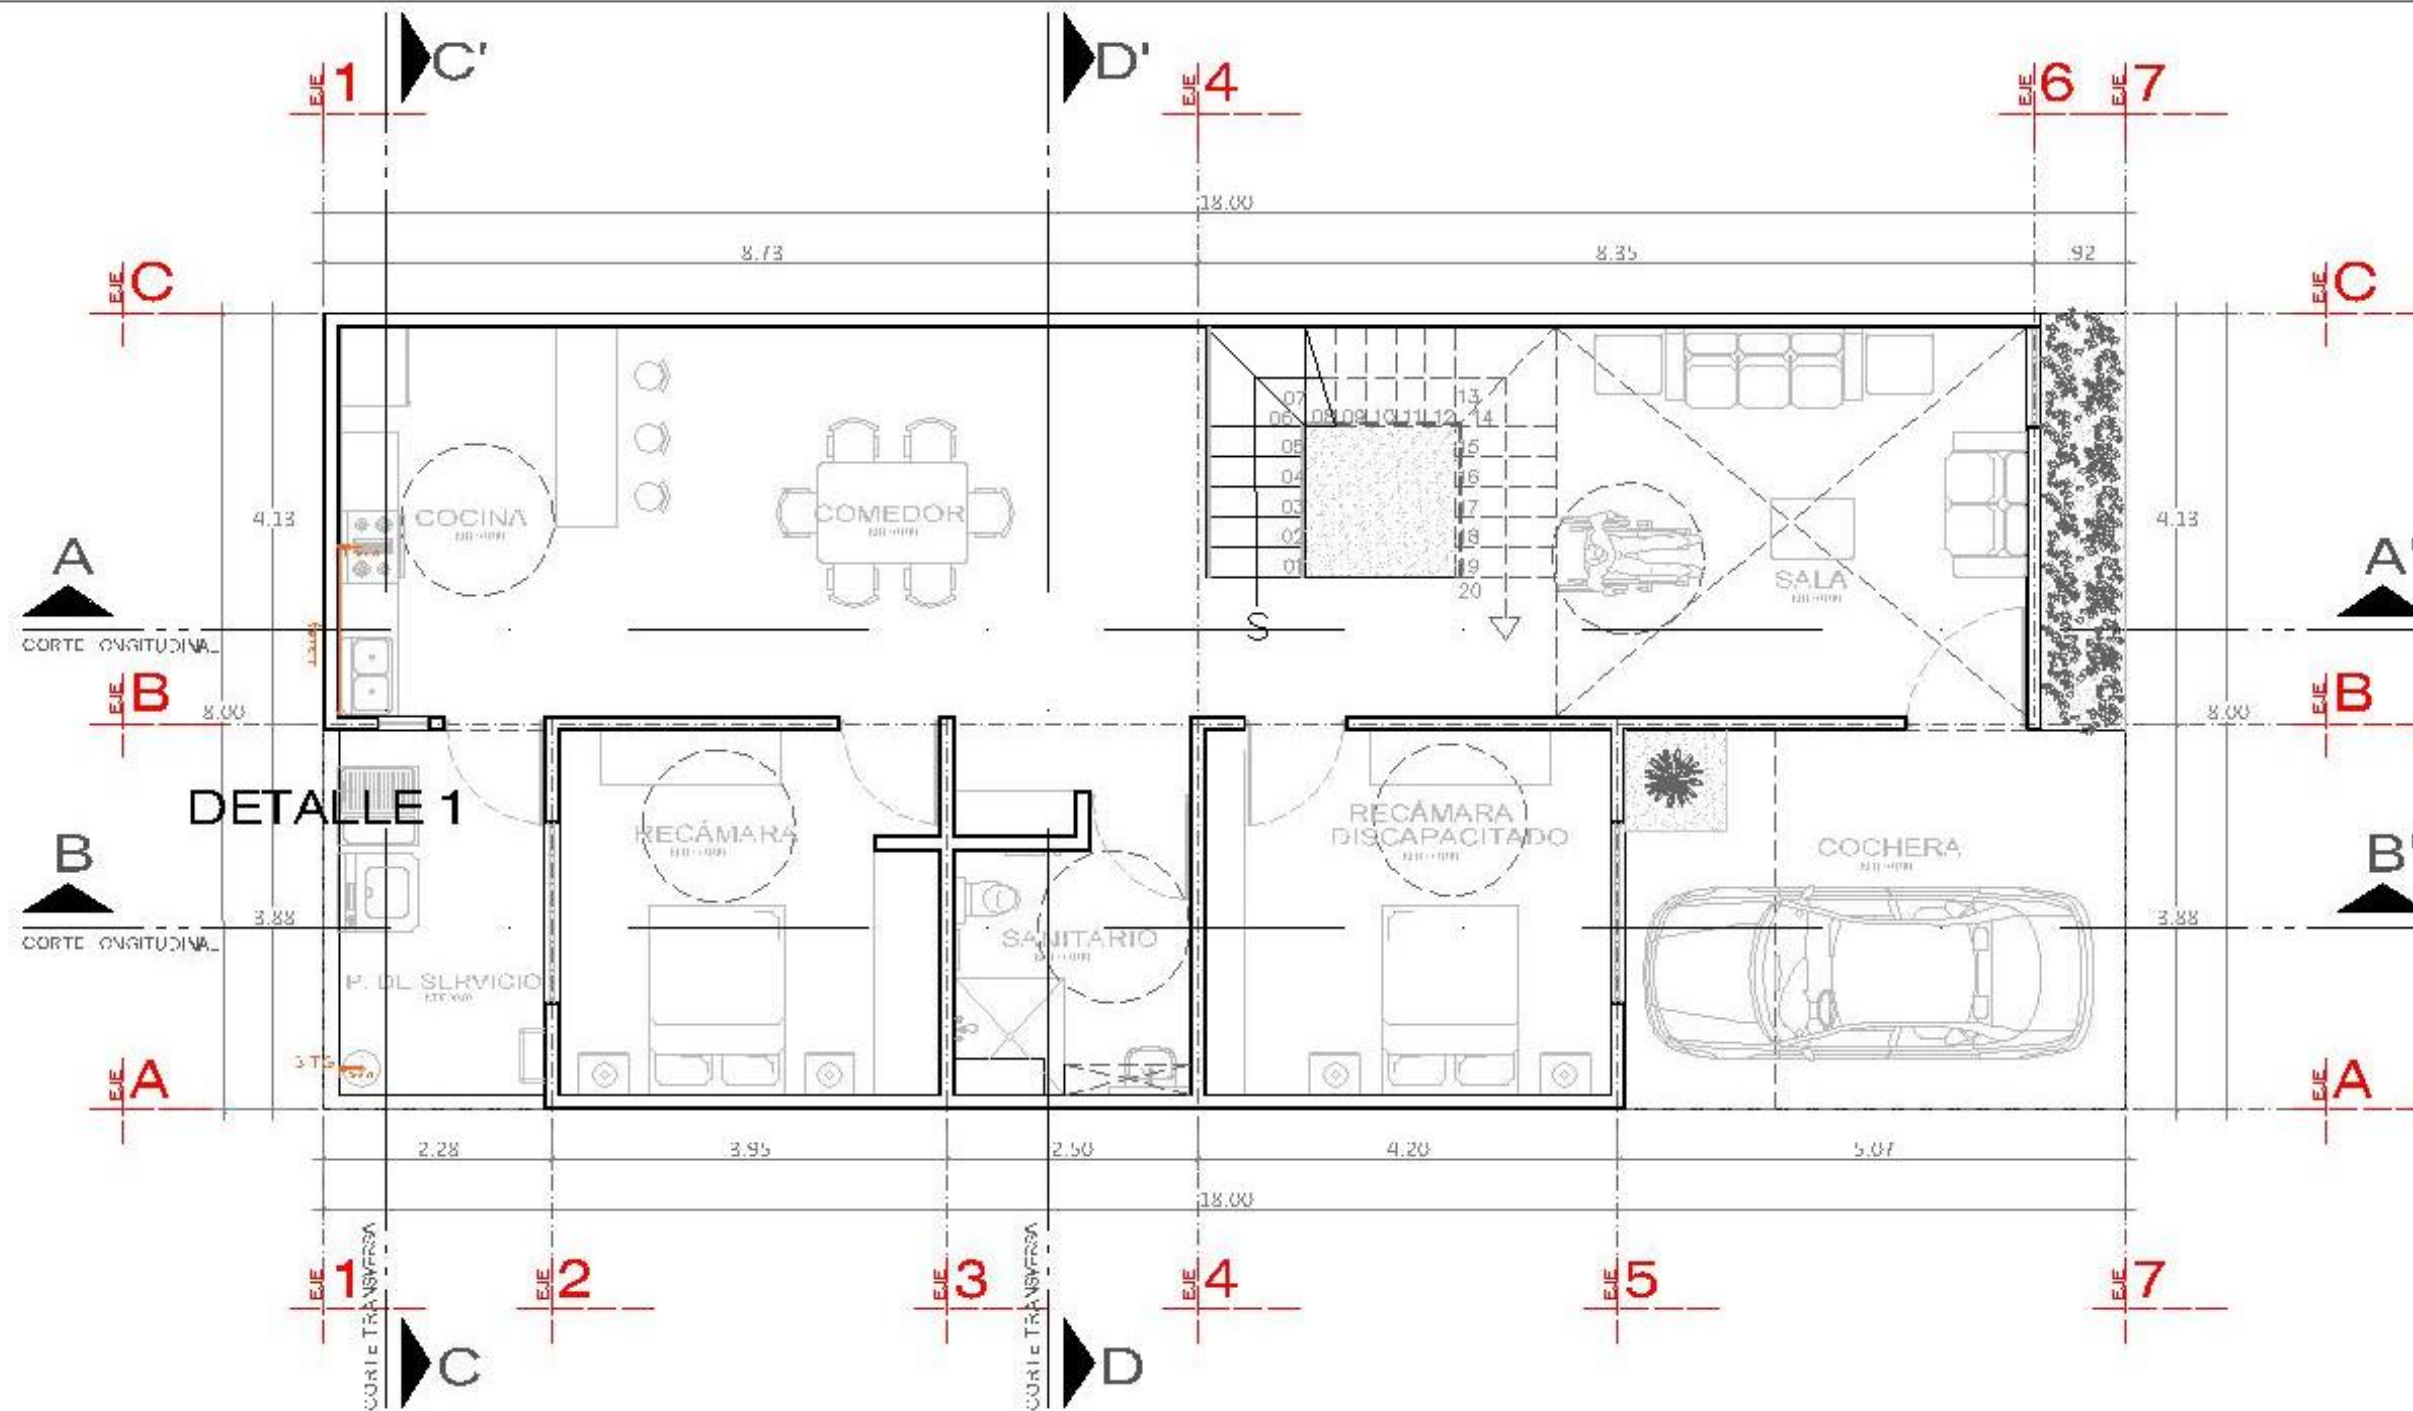 C'
D'
EJE 1
EJE 4
EJE 6
EJE 7
18.00
8.73
8.35
.92
EJE C
EJE C
07
13
06
08
09
10
11
12
14
05
15
04
16
4.13
COCINA
COMEDOR
03
17
4.13
02
18
A
01
19
A'
SALA
20
S
CORTE
EJE B
EJE B
8.00
8.00
DETALLE 1
RECÁMARA
RECÁMARA
DISCAPACITADO
COCHERA
B
B'
3.88
3.88
CORTE
SANITARIO
P. DE SERVICIO
EJE A
EJE A
2.28
3.95
2.50
4.20
5.07
18.00
EJE 1
EJE 2
EJE 3
EJE 4
EJE 5
EJE 7
C
D